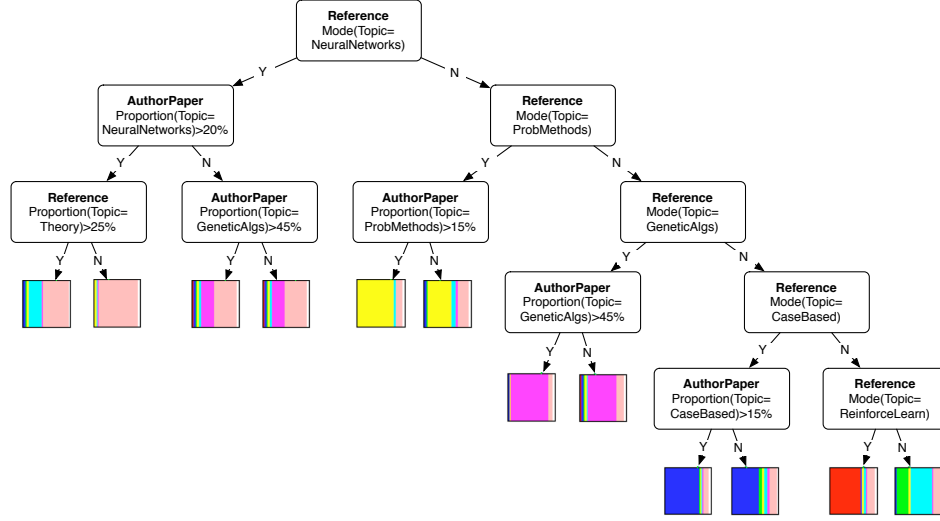 Reference
Mode(Topic=
NeuralNetworks)
Y
N
AuthorPaper
Proportion(Topic=
NeuralNetworks)>20%
Reference
Mode(Topic=
ProbMethods)
Y
N
Y
N
Reference
Proportion(Topic=
Theory)>25%
AuthorPaper
Proportion(Topic=
GeneticAlgs)>45%
AuthorPaper
Proportion(Topic=
ProbMethods)>15%
Reference
Mode(Topic=
GeneticAlgs)
Y
N
Y
N
Y
N
Y
N
AuthorPaper
Proportion(Topic=
GeneticAlgs)>45%
Reference
Mode(Topic=
CaseBased)
Y
N
Y
N
AuthorPaper
Proportion(Topic=
CaseBased)>15%
Reference
Mode(Topic=
ReinforceLearn)
Y
N
Y
N